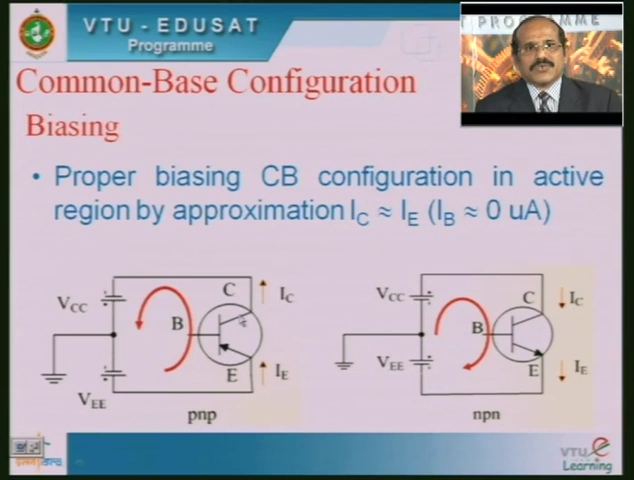 VTU - EDUSAT
Programme
T PROGRAMME
Common-Base Configuration
Biasing
• Proper biasing CB configuration in active
region by approximation IC ≈ IE (IB ≈ 0 uA)
VCC
C
IC
B
VEE
E
IE
pnp
VCC
C
IC
B
VEE
E
IE
npn
VTU e
Learning